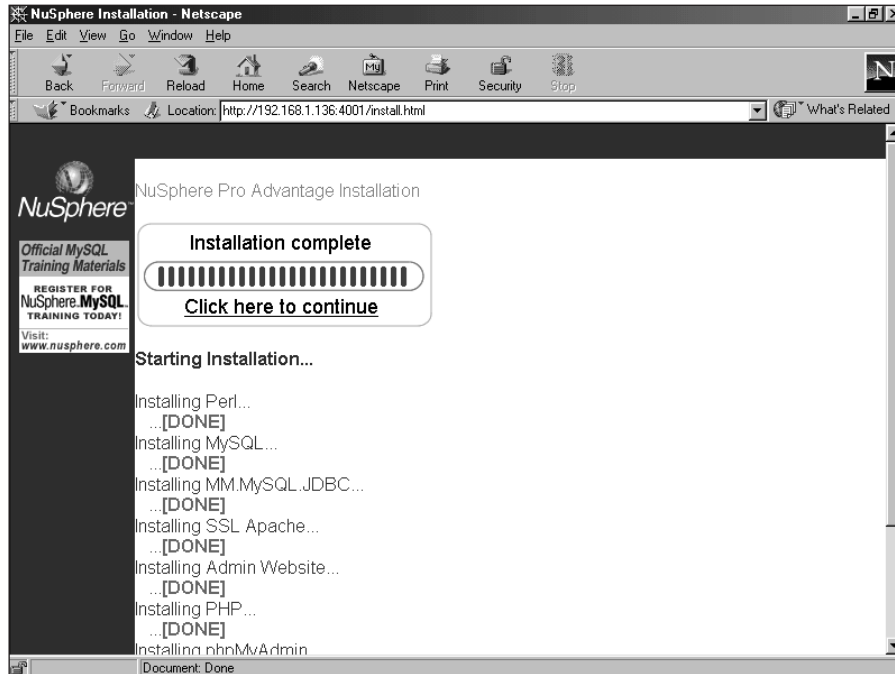 NuSphere Installation - Netscape
File Edit View Go Window Help
Back Forward Reload Home Search Netscape Print Security Stop
My
N
Bookmarks Location: http://192.168.1.136:4001/install.html What's Related
NuSphere
Official MySQL
Training Materials
REGISTER FOR
NuSphere.MySQL.
TRAINING TODAY!
Visit:
www.nusphere.com
NuSphere Pro Advantage Installation
Installation complete
Click here to continue
Starting Installation...
Installing Perl...
...[DONE]
Installing MySQL...
...[DONE]
Installing MM.MySQL.JDBC...
...[DONE]
Installing SSL Apache...
...[DONE]
Installing Admin Website...
...[DONE]
Installing PHP...
...[DONE]
Installing phpMyAdmin
Document: Done